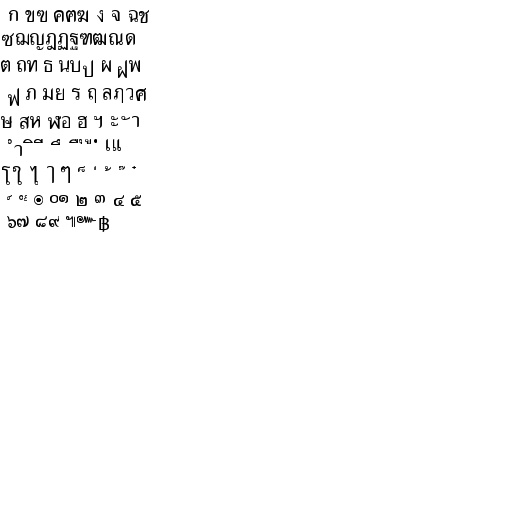 ก ขฃ คฅฆ ง จ ฉช
ซฌญฎฏฐฑฒณด
ต ถท ธ นบป ผ ฝพ
ฟ ภ มย ร ฤ ลฦวศ
ษ สห ฬอ ฮ ฯ ะ ัา
ำ ิ ี ึ ื ุ ู ฺ เแ
โใ ไ ๅ ๆ ็ ่ ้ ๊ ๋
์ ํ ๎ ๏ ๐๑ ๒ ๓ ๔ ๕
๖๗ ๘๙ ๚๛฿